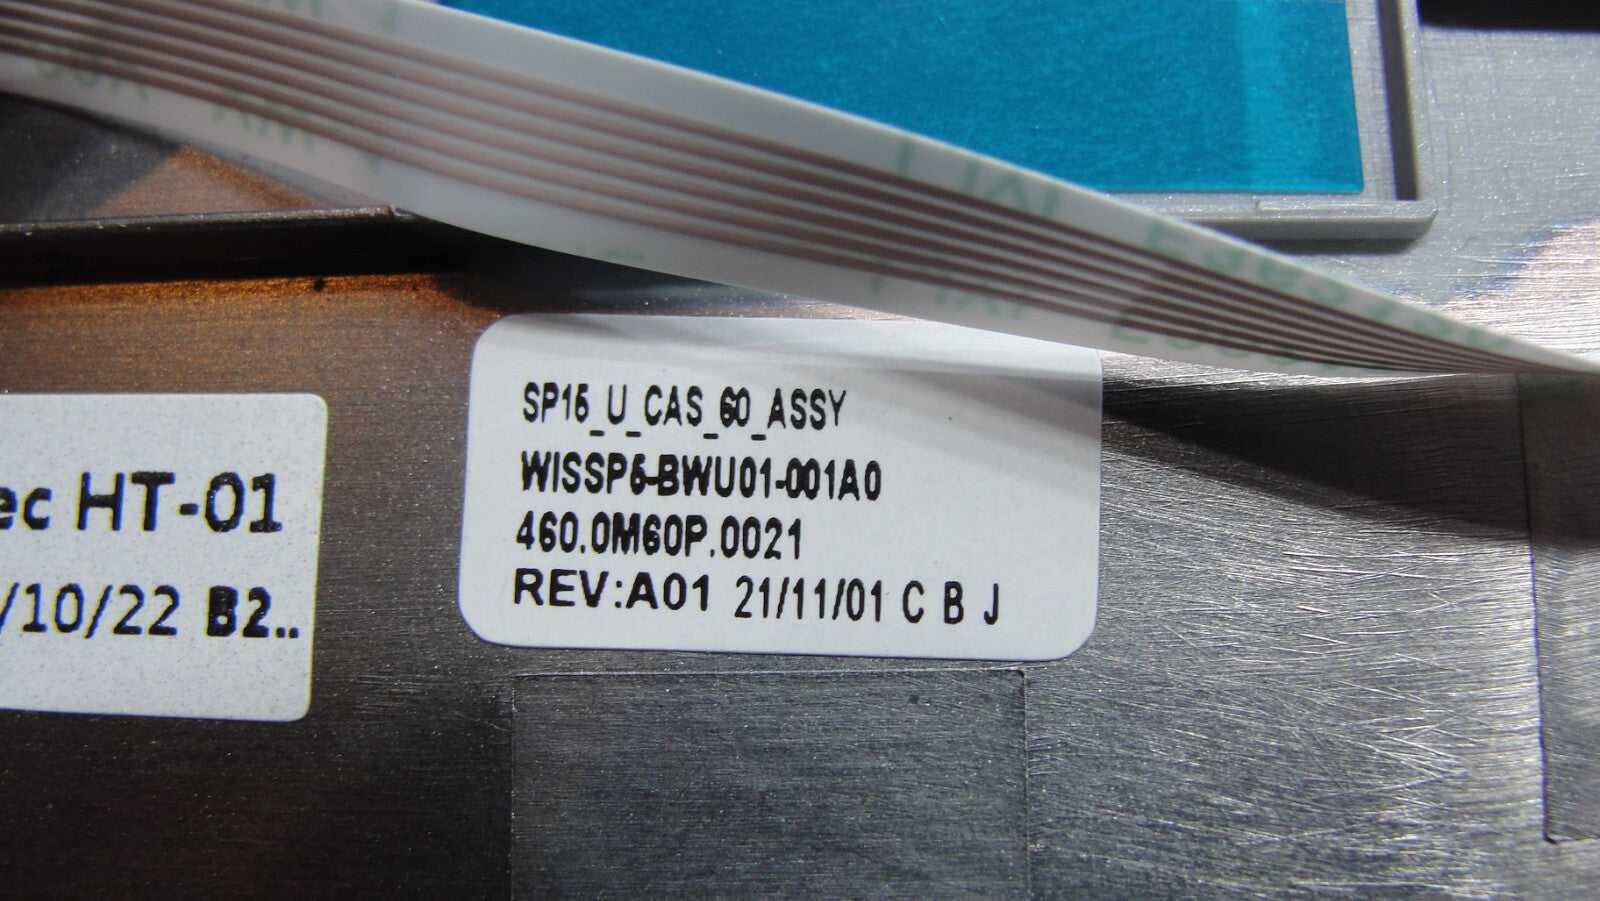 ec HT-01
/10/22 B2..
SP15_U_CAS_60_ASSY
WISSP5-BWU01-001A0
460.0M60P.0021
REV:A01 21/11/01 C B J